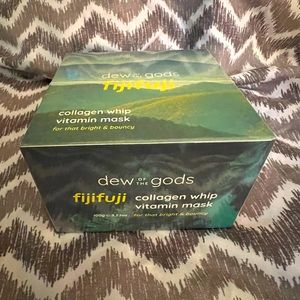 dew OF THE gods
fijifuji
collagen whip
vitamin mask
for that bright & bouncy
dew OF THE gods
fijifuji
collagen whip
vitamin mask
for that bright & bouncy